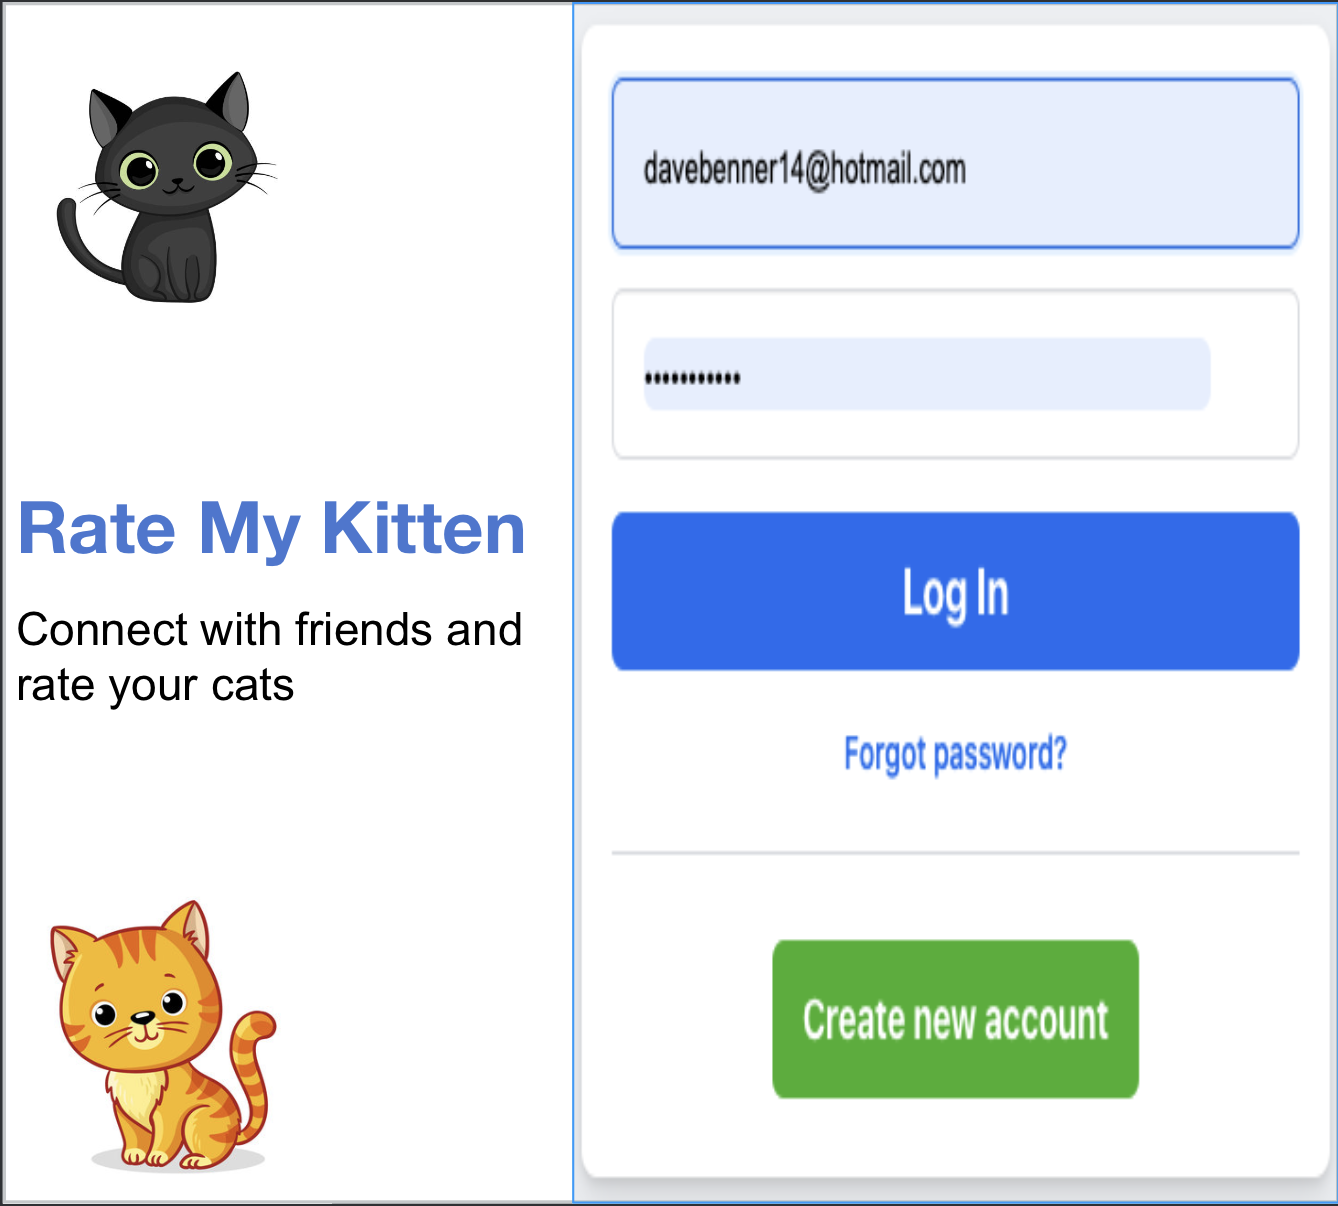 Rate My Kitten
Connect with friends and
rate your cats
davebenner14@hotmail.com
•••••••••••
Log In
Forgot password?
Create new account